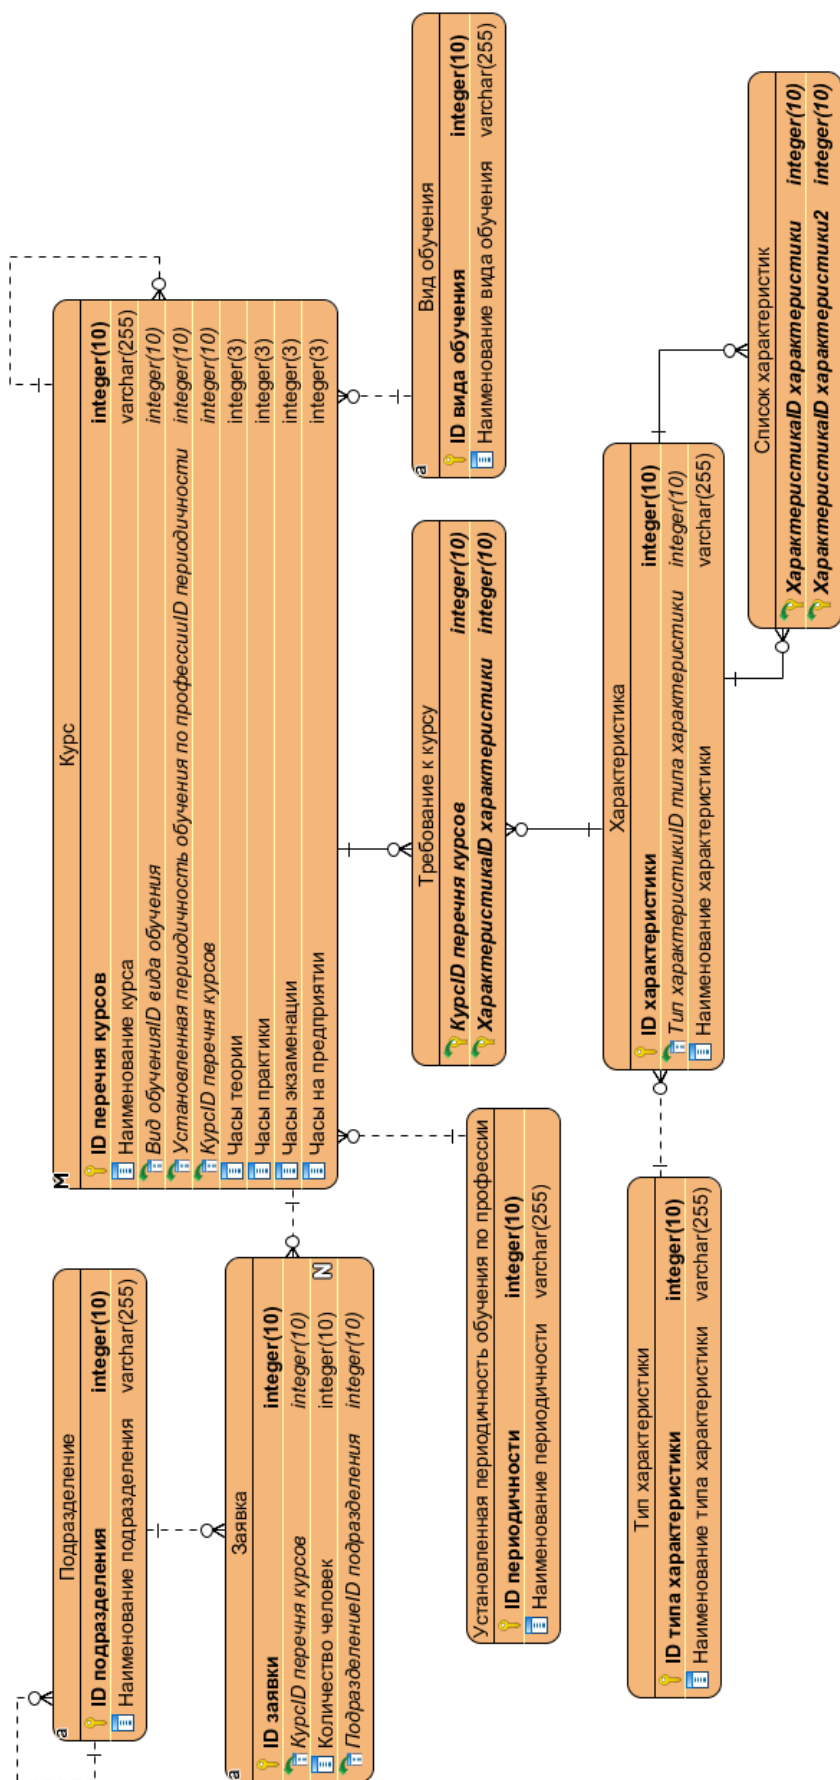 Подразделение
ID подразделения integer(10)
Наименование подразделения varchar(255)
a
Заявка
ID заявки integer(10)
КурсID перечня курсов integer(10)
Количество человек integer(10)
N
ПодразделениеID подразделения integer(10)
a
Курс
M
ID перечня курсов integer(10)
Наименование курса varchar(255)
Вид обученияID вида обучения integer(10)
Установленная периодичность обучения по профессииID периодичности integer(10)
КурсID перечня курсов integer(10)
Часы теории integer(3)
Часы практики integer(3)
Часы экзаменации integer(3)
Часы на предприятии integer(3)
Установленная периодичность обучения по профессии
ID периодичности integer(10)
Наименование периодичности varchar(255)
Требование к курсу
КурсID перечня курсов integer(10)
ХарактеристикаID характеристики integer(10)
Вид обучения
a
ID вида обучения integer(10)
Наименование вида обучения varchar(255)
Тип характеристики
ID типа характеристики integer(10)
Наименование типа характеристики varchar(255)
Характеристика
ID характеристики integer(10)
Тип характеристикиID типа характеристики integer(10)
Наименование характеристики varchar(255)
Список характеристик
ХарактеристикаID характеристики integer(10)
ХарактеристикаID характеристики2 integer(10)